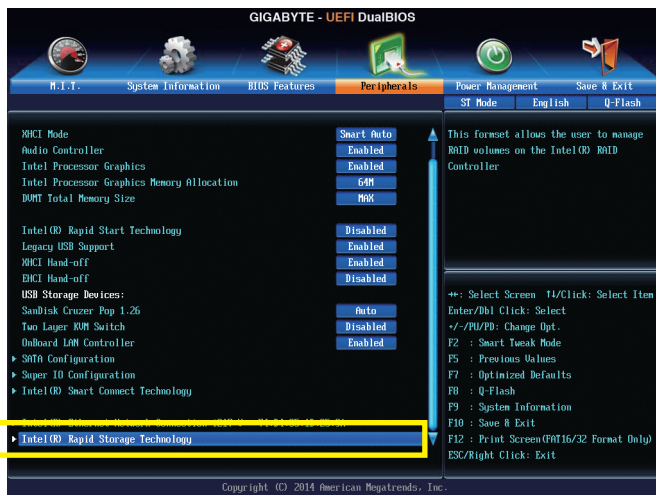 GIGABYTE - UEFI DualBIOS
M.I.T. System Information BIOS Features Peripherals Power Management Save & Exit
ST Mode English Q-Flash
XHCI Mode Smart Auto
Audio Controller Enabled
Intel Processor Graphics Enabled
Intel Processor Graphics Memory Allocation 64M
DVMT Total Memory Size MAX
Intel(R) Rapid Start Technology Disabled
Legacy USB Support Enabled
XHCI Hand-off Enabled
EHCI Hand-off Disabled
USB Storage Devices:
SanDisk Cruzer Pop 1.26 Auto
Two Layer KVM Switch Disabled
OnBoard LAN Controller Enabled
SATA Configuration
Super IO Configuration
Intel(R) Smart Connect Technology
Intel(R) Ethernet Network Connection
Intel(R) Rapid Storage Technology
This formset allows the user to manage
RAID volumes on the Intel(R) RAID
Controller
↔: Select Screen ↑↓/Click: Select Item
Enter/Dbl Click: Select
+/-/PU/PD: Change Opt.
F2 : Smart Tweak Mode
F5 : Previous Values
F7 : Optimized Defaults
F8 : Q-Flash
F9 : System Information
F10 : Save & Exit
F12 : Print Screen(FAT16/32 Format Only)
ESC/Right Click: Exit
Copyright (C) 2014 American Megatrends, Inc.